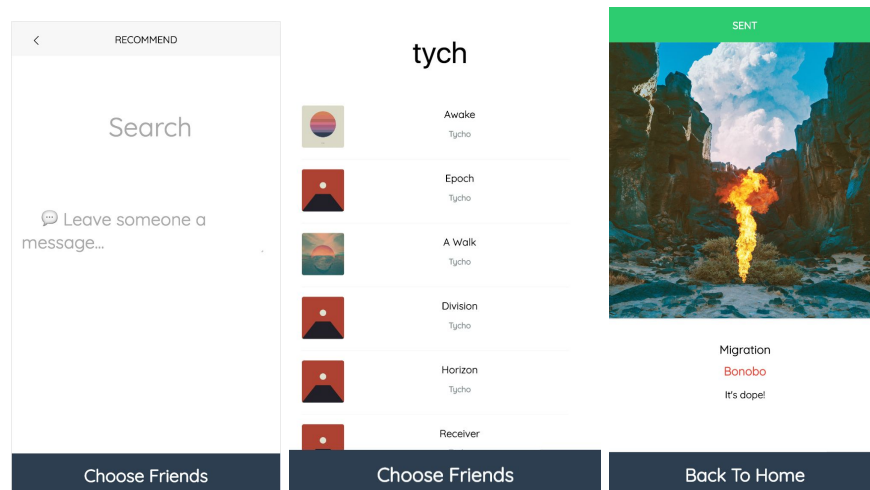 RECOMMEND
Search
💬 Leave someone a
message...
Choose Friends
tych
Awake
Tycho
Epoch
Tycho
A Walk
Tycho
Division
Tycho
Horizon
Tycho
Receiver
Choose Friends
SENT
Migration
Bonobo
It's dope!
Back To Home